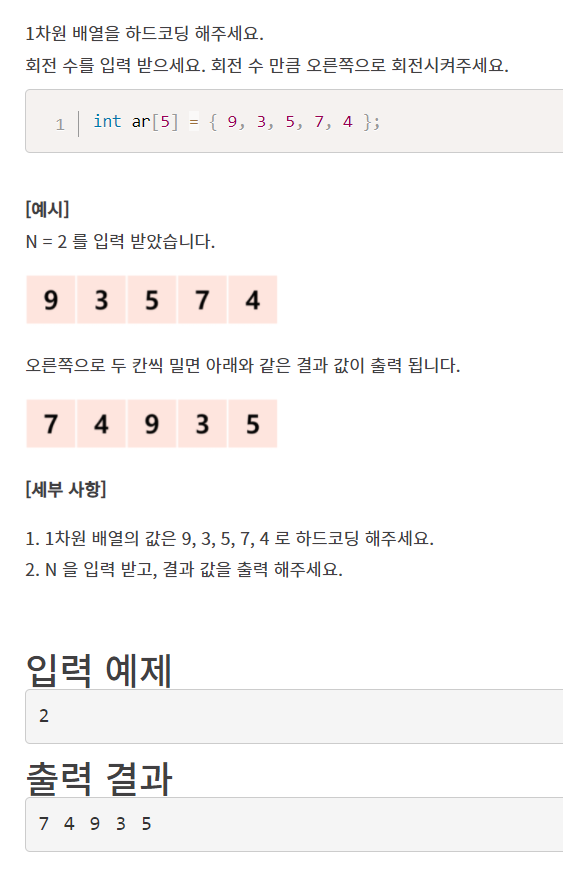 1차원 배열을 하드코딩 해주세요.
회전 수를 입력 받으세요. 회전 수 만큼 오른쪽으로 회전시켜주세요.
1 int ar[5] = { 9, 3, 5, 7, 4 };
[예시]
N = 2 를 입력 받았습니다.
9 3 5 7 4
오른쪽으로 두 칸씩 밀면 아래와 같은 결과 값이 출력 됩니다.
7 4 9 3 5
[세부 사항]
1. 1차원 배열의 값은 9, 3, 5, 7, 4 로 하드코딩 해주세요.
2. N 을 입력 받고, 결과 값을 출력 해주세요.
입력 예제
2
출력 결과
7 4 9 3 5